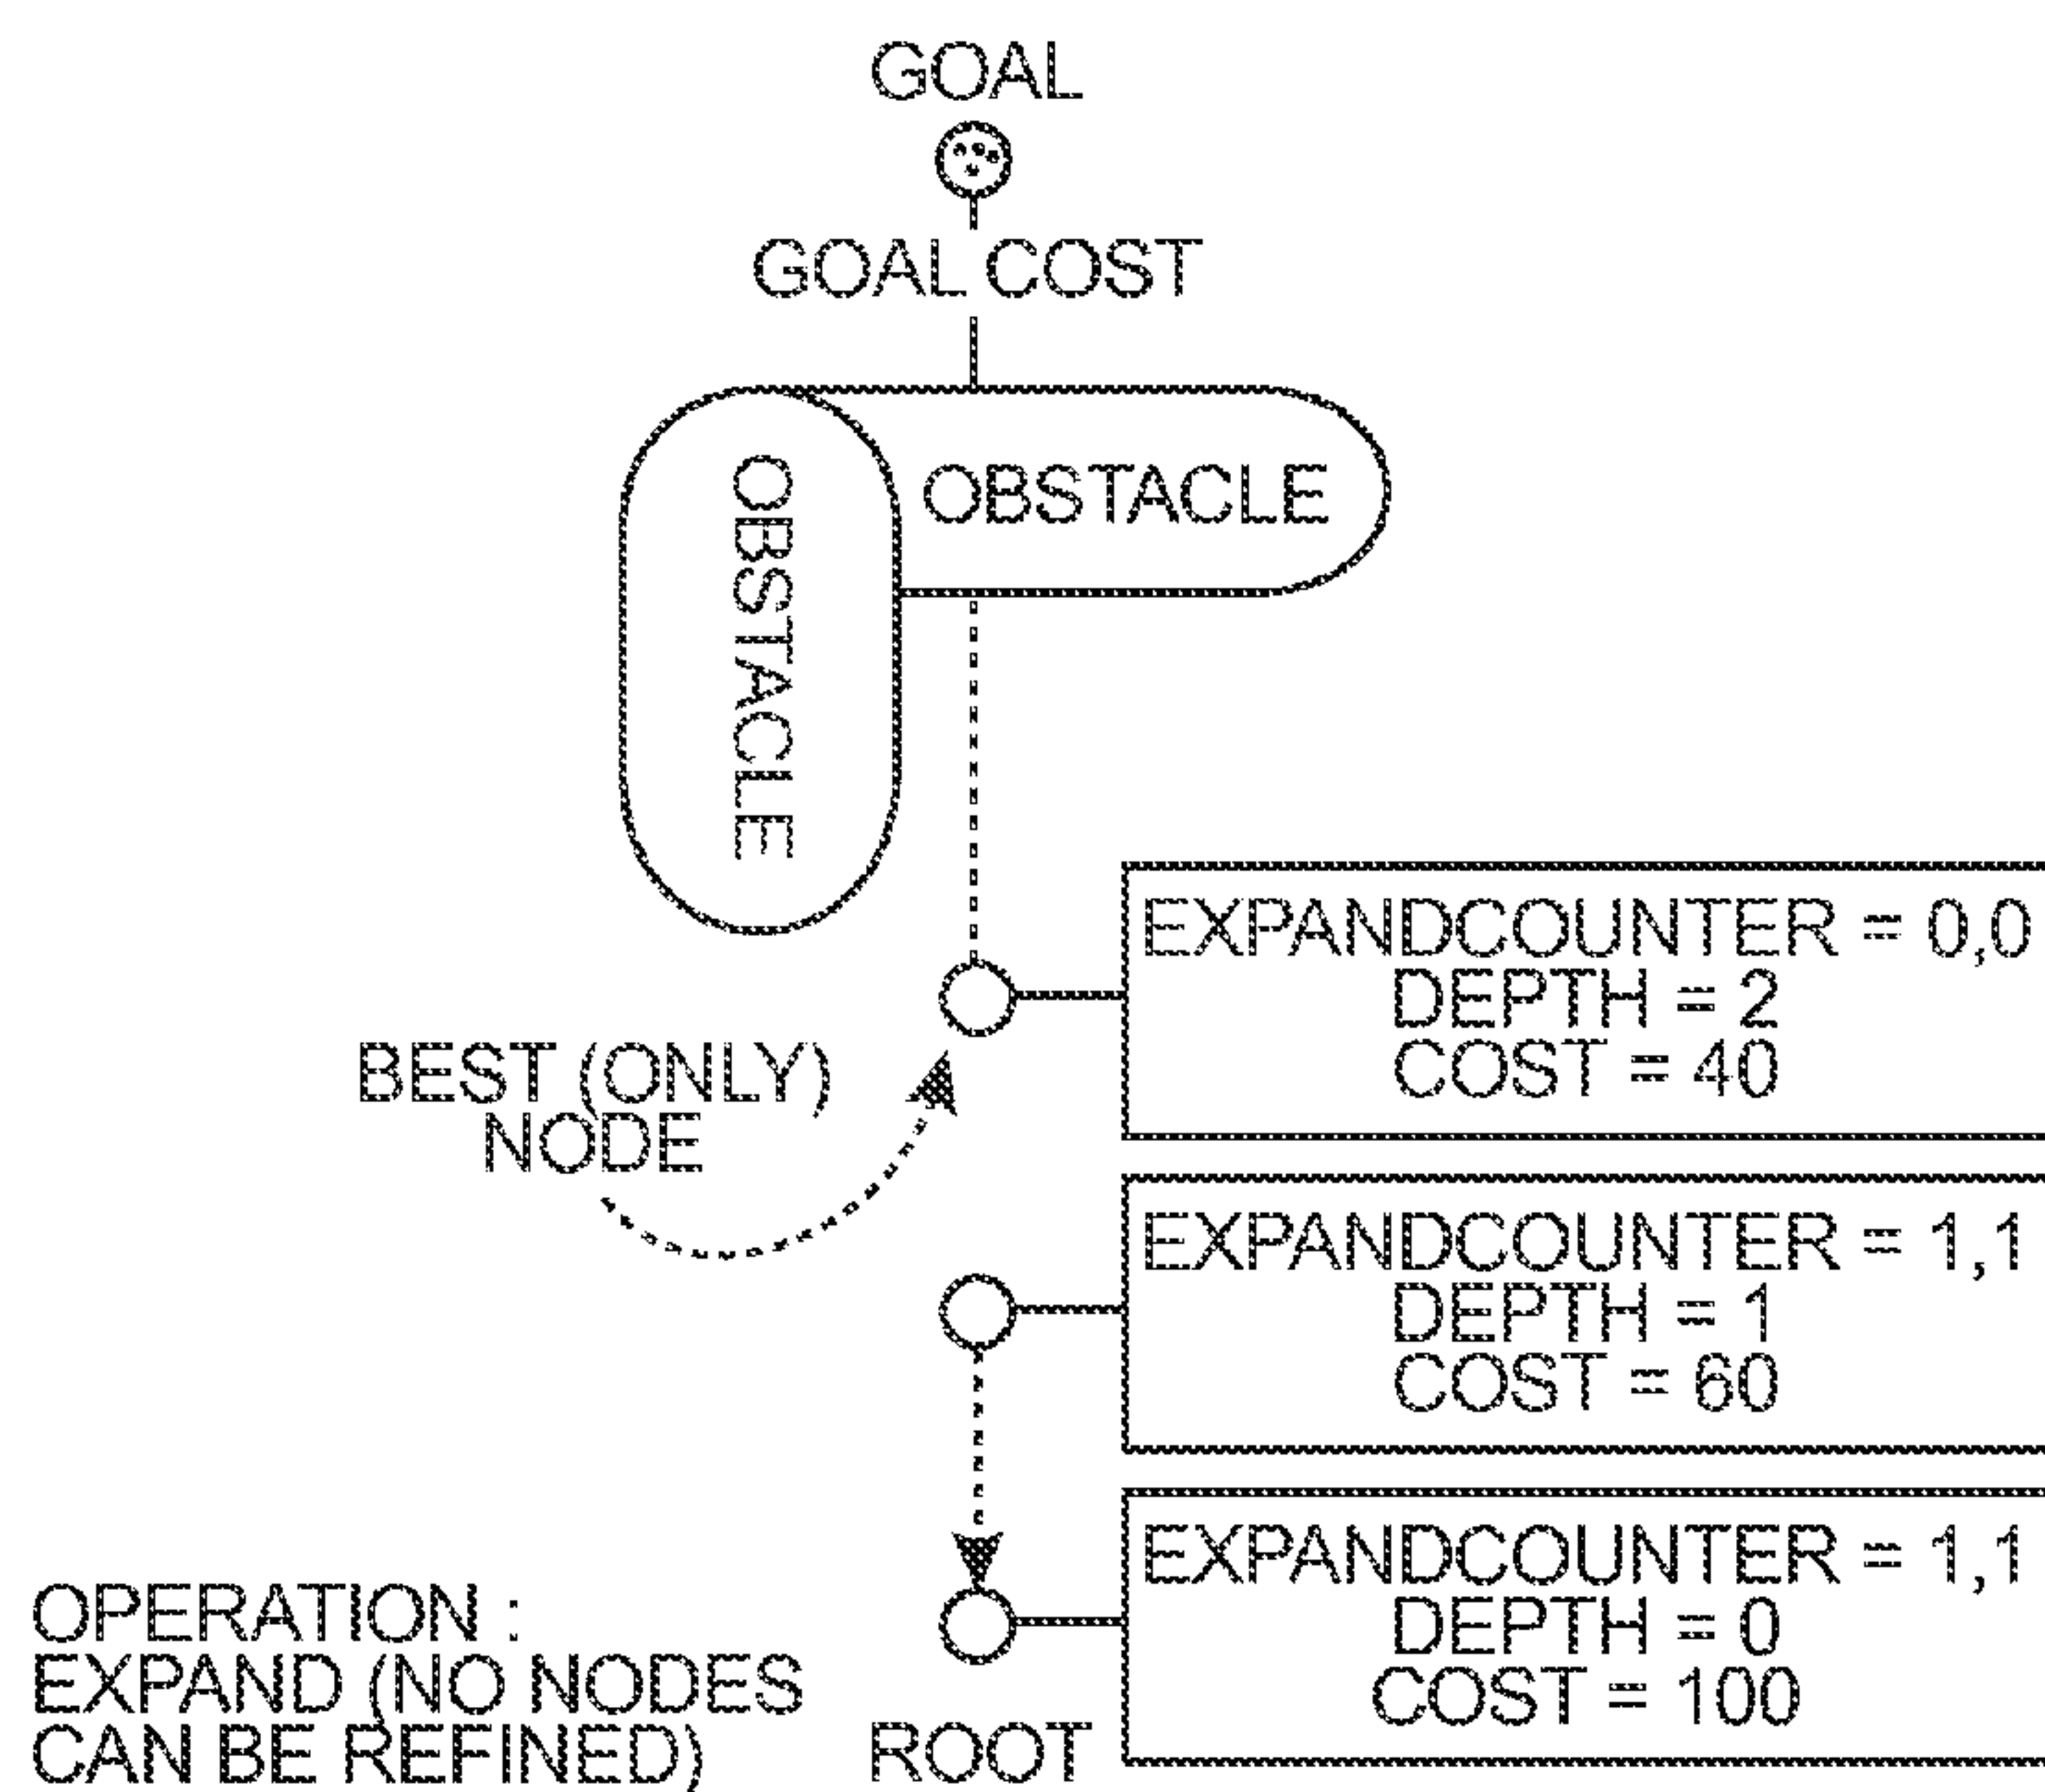 GOAL
GOAL COST
OBSTACLE
OBSTACLE
EXPANDCOUNTER = 0,0
DEPTH = 2
COST = 40
BEST (ONLY)
NODE
EXPANDCOUNTER = 1,1
DEPTH = 1
COST = 60
EXPANDCOUNTER = 1,1
DEPTH = 0
COST = 100
OPERATION :
EXPAND (NO NODES
CAN BE REFINED)
ROOT